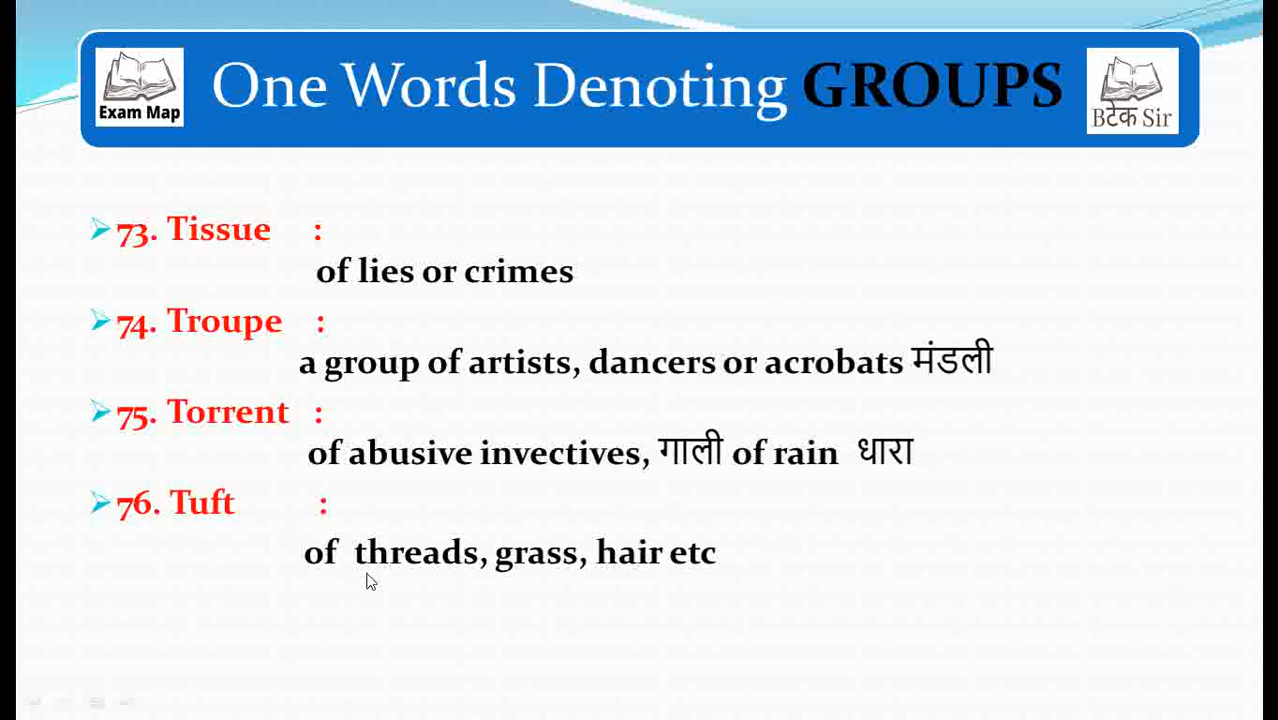 One Words Denoting GROUPS
Exam Map
Bटेक Sir
73. Tissue :
of lies or crimes
74. Troupe :
a group of artists, dancers or acrobats मंडली
75. Torrent :
of abusive invectives, गाली of rain धारा
76. Tuft :
of threads, grass, hair etc